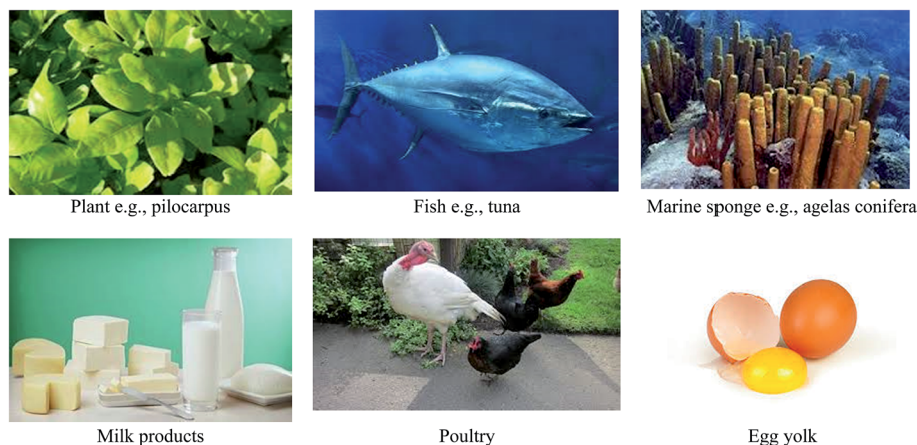 Plant e.g., pilocarpus
Fish e.g., tuna
Marine sponge e.g., agelas conifera
Milk products
Poultry
Egg yolk